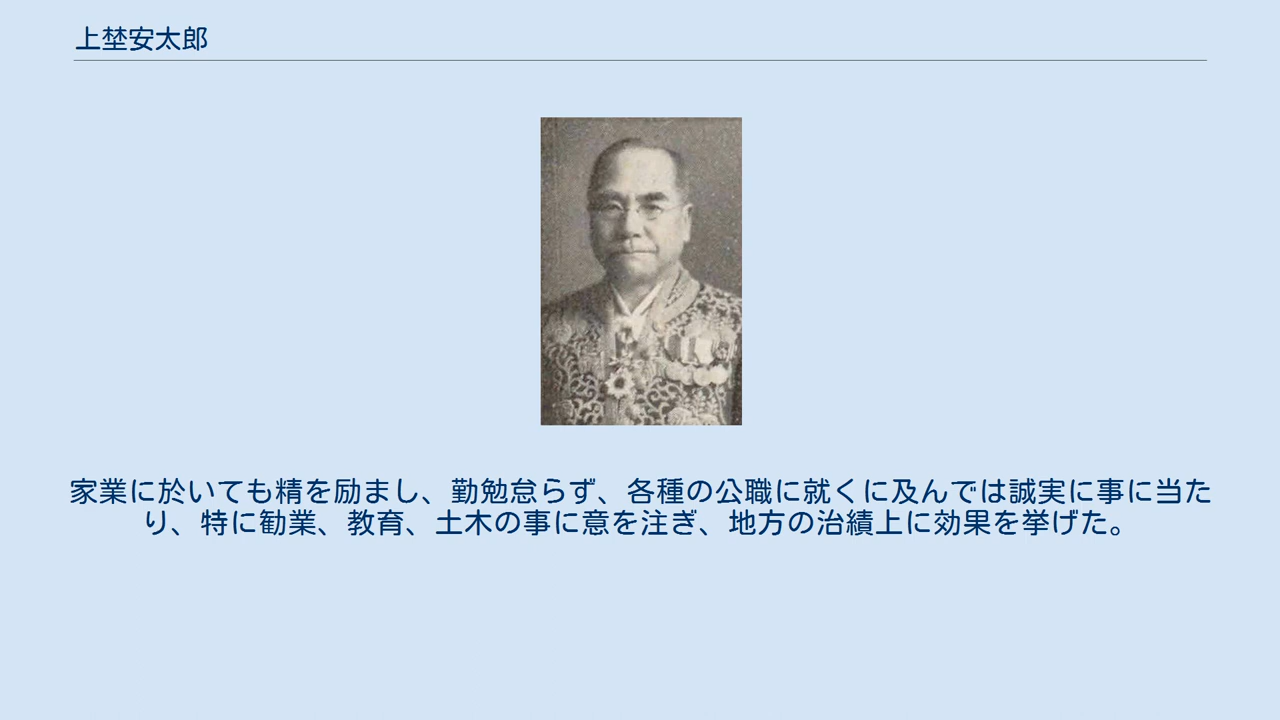 上埜安太郎
家業に於いても精を励まし、勤勉怠らず、各種の公職に就くに及んでは誠実に事に当た
り、特に勧業、教育、土木の事に意を注ぎ、地方の治績上に効果を挙げた。